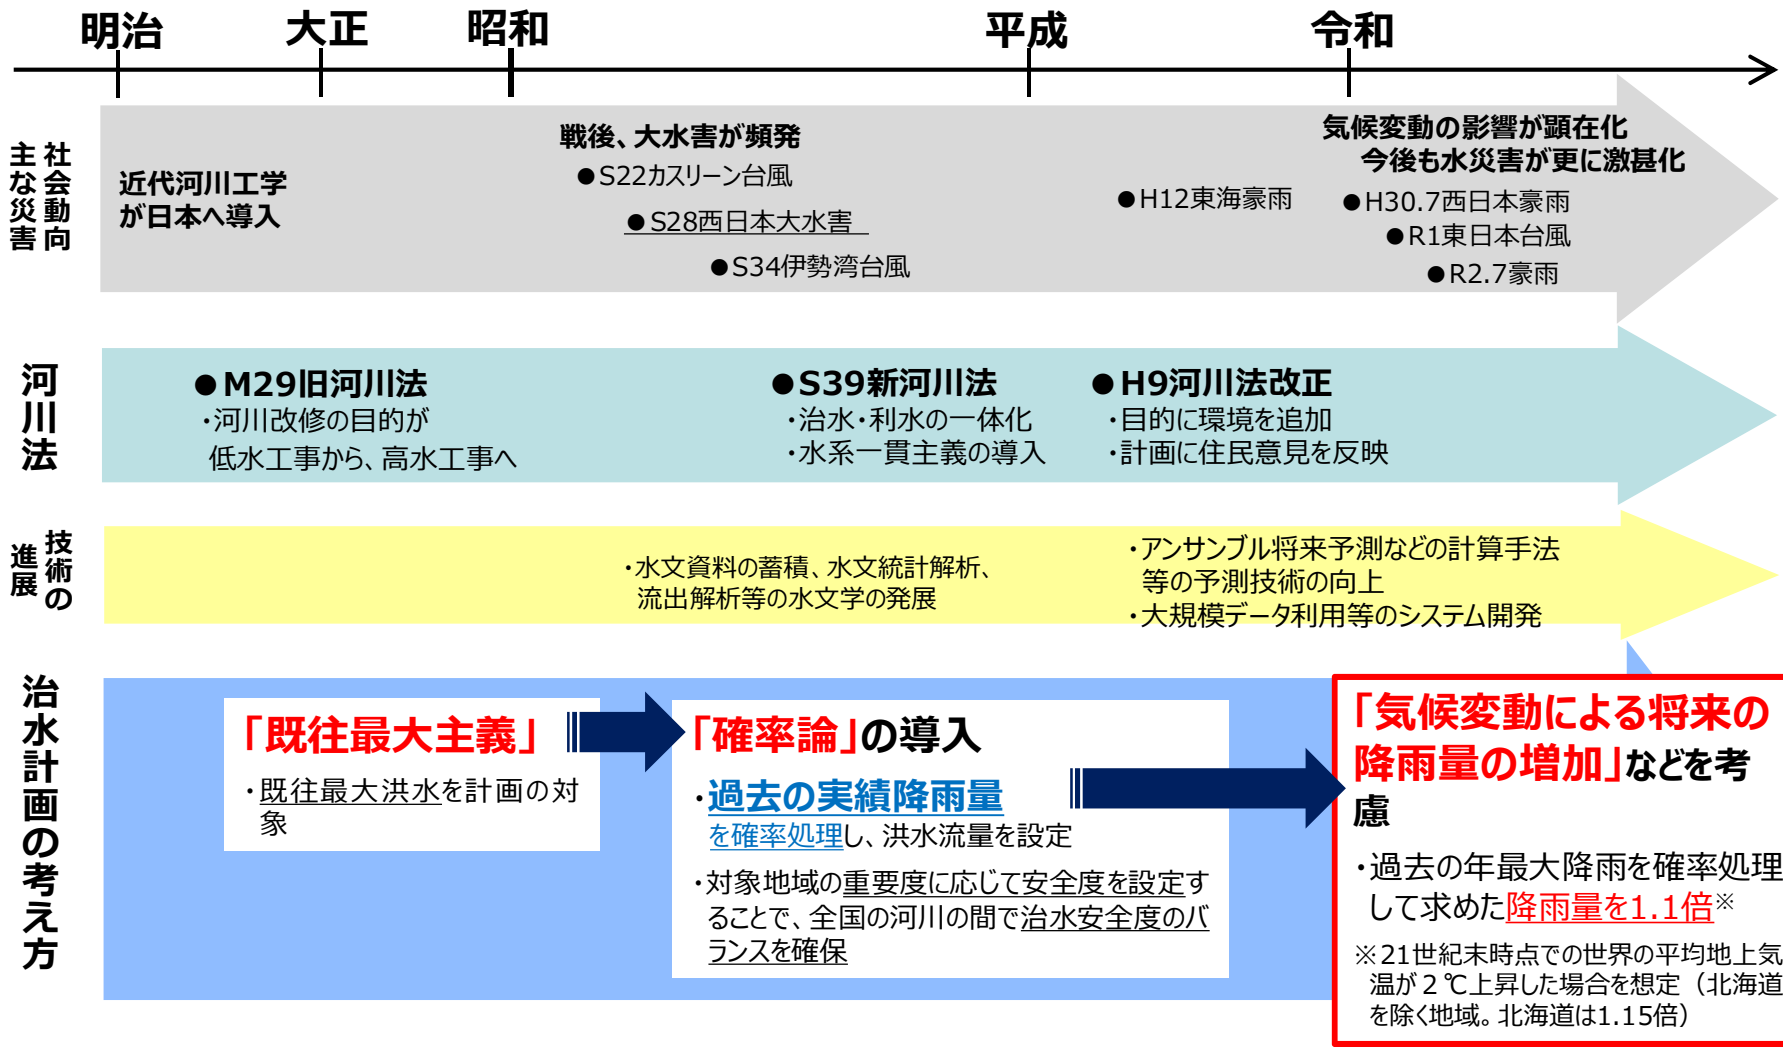 明治
大正
昭和
平成
令和
社会動向
主な災害
近代河川工学
が日本へ導入
戦後、大水害が頻発
●S22カスリーン台風
●S28西日本大水害
●S34伊勢湾台風
●H12東海豪雨
気候変動の影響が顕在化
今後も水災害が更に激甚化
●H30.7西日本豪雨
●R1東日本台風
●R2.7豪雨
河川法
●M29旧河川法
・河川改修の目的が
低水工事から、高水工事へ
●S39新河川法
・治水・利水の一体化
・水系一貫主義の導入
●H9河川法改正
・目的に環境を追加
・計画に住民意見を反映
技術の
進展
・水文資料の蓄積、水文統計解析、
流出解析等の水文学の発展
・アンサンブル将来予測などの計算手法
等の予測技術の向上
・大規模データ利用等のシステム開発
治水計画の考え方
「既往最大主義」
・既往最大洪水を計画の対
象
「確率論」の導入
・過去の実績降雨量
を確率処理し、洪水流量を設定
・対象地域の重要度に応じて安全度を設定す
ることで、全国の河川の間で治水安全度のバ
ランスを確保
「気候変動による将来の
降雨量の増加」などを考
慮
・過去の年最大降雨を確率処理
して求めた降雨量を1.1倍※
※21世紀末時点での世界の平均地上気
温が２℃上昇した場合を想定（北海道
を除く地域。北海道は1.15倍）